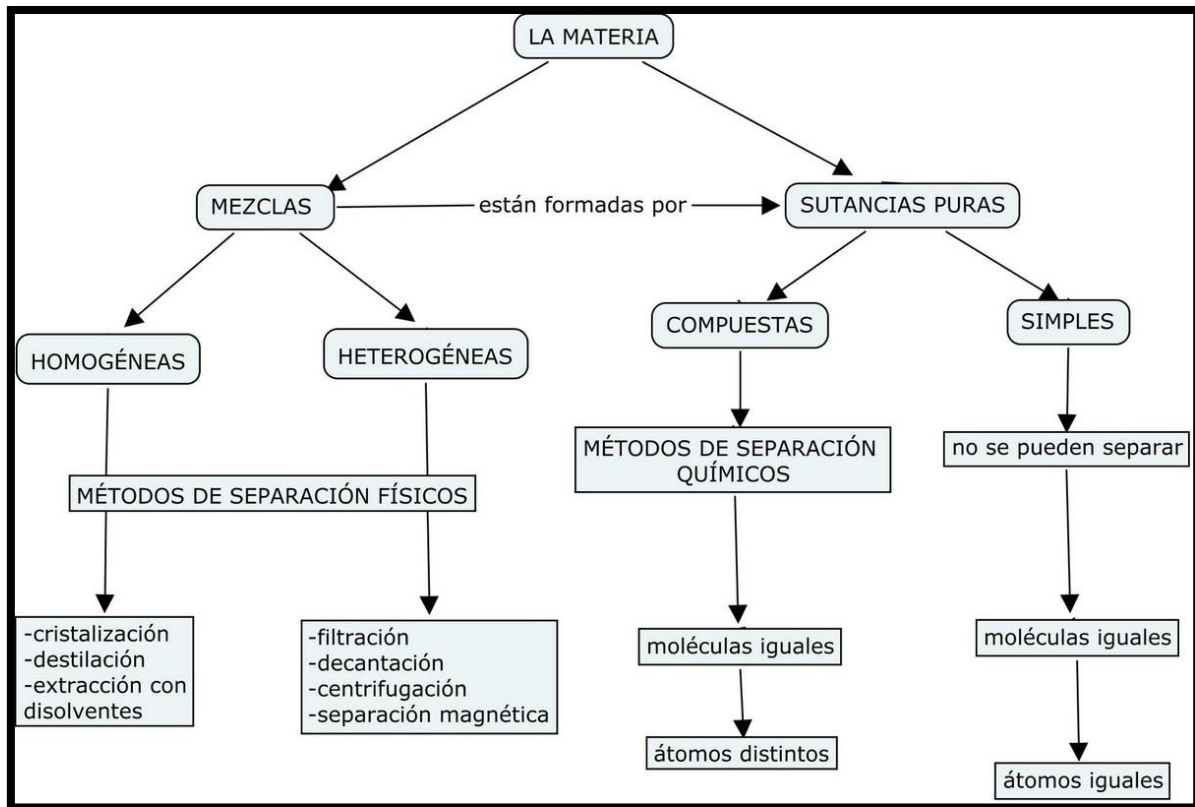 LA MATERIA
MEZCLAS
están formadas por
SUTANCIAS PURAS
HOMOGÉNEAS
HETEROGÉNEAS
COMPUESTAS
SIMPLES
MÉTODOS DE SEPARACIÓN FÍSICOS
MÉTODOS DE SEPARACIÓN
QUÍMICOS
no se pueden separar
-cristalización
-destilación
-extracción con
disolventes
-filtración
-decantación
-centrifugación
-separación magnética
moléculas iguales
moléculas iguales
átomos distintos
átomos iguales